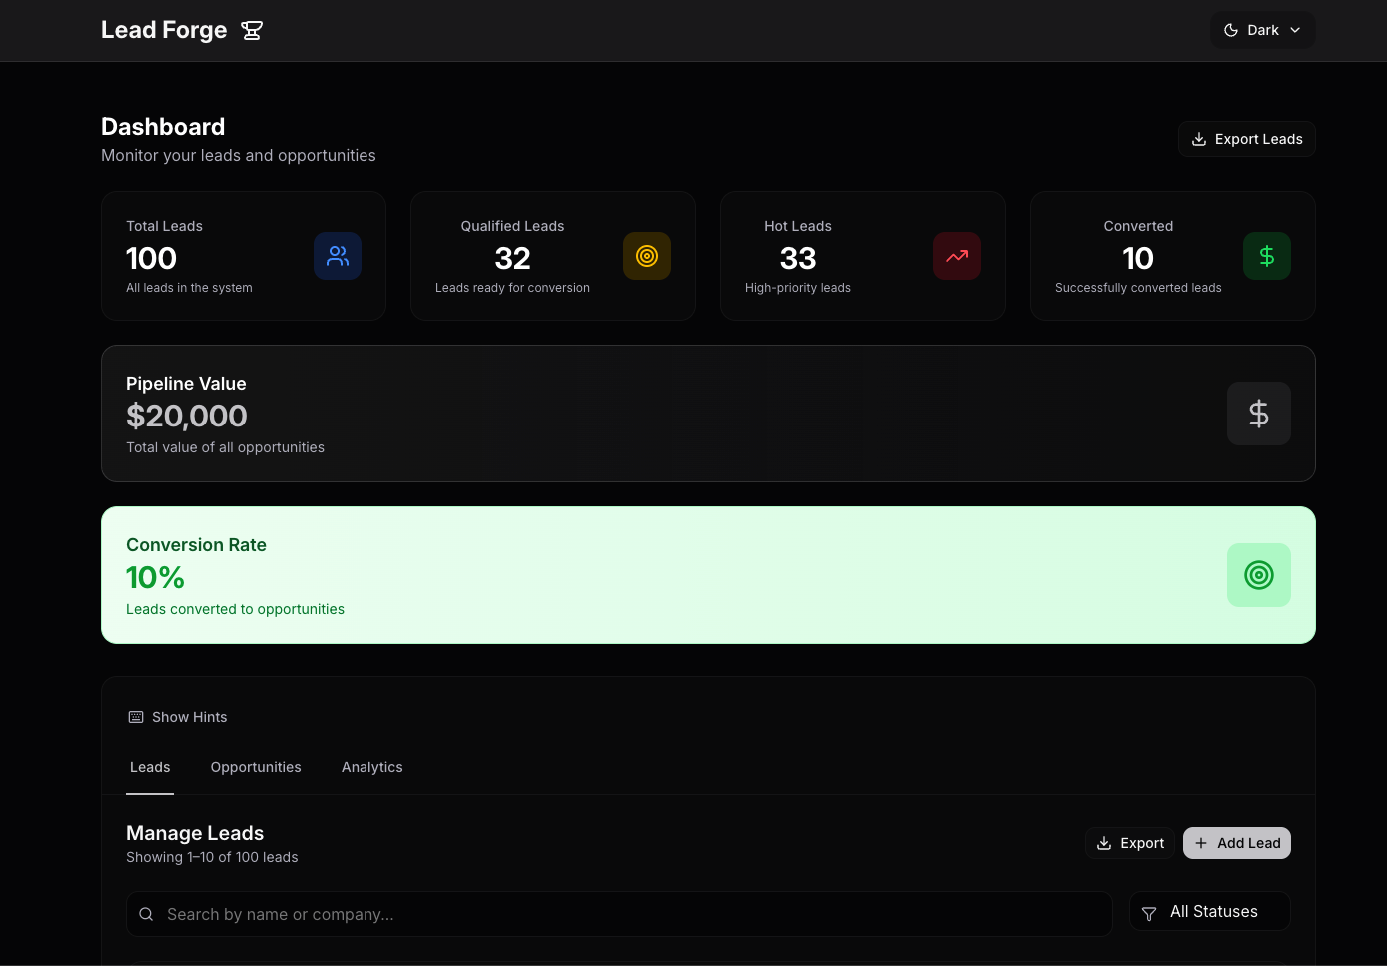 Lead Forge
Dark
Dashboard
Monitor your leads and opportunities
Export Leads
Total Leads
100
All leads in the system
Qualified Leads
32
Leads ready for conversion
Hot Leads
33
High-priority leads
Converted
10
Successfully converted leads
Pipeline Value
$20,000
Total value of all opportunities
Conversion Rate
10%
Leads converted to opportunities
Show Hints
Leads Opportunities Analytics
Manage Leads
Showing 1–10 of 100 leads
Export
Add Lead
Search by name or company...
All Statuses